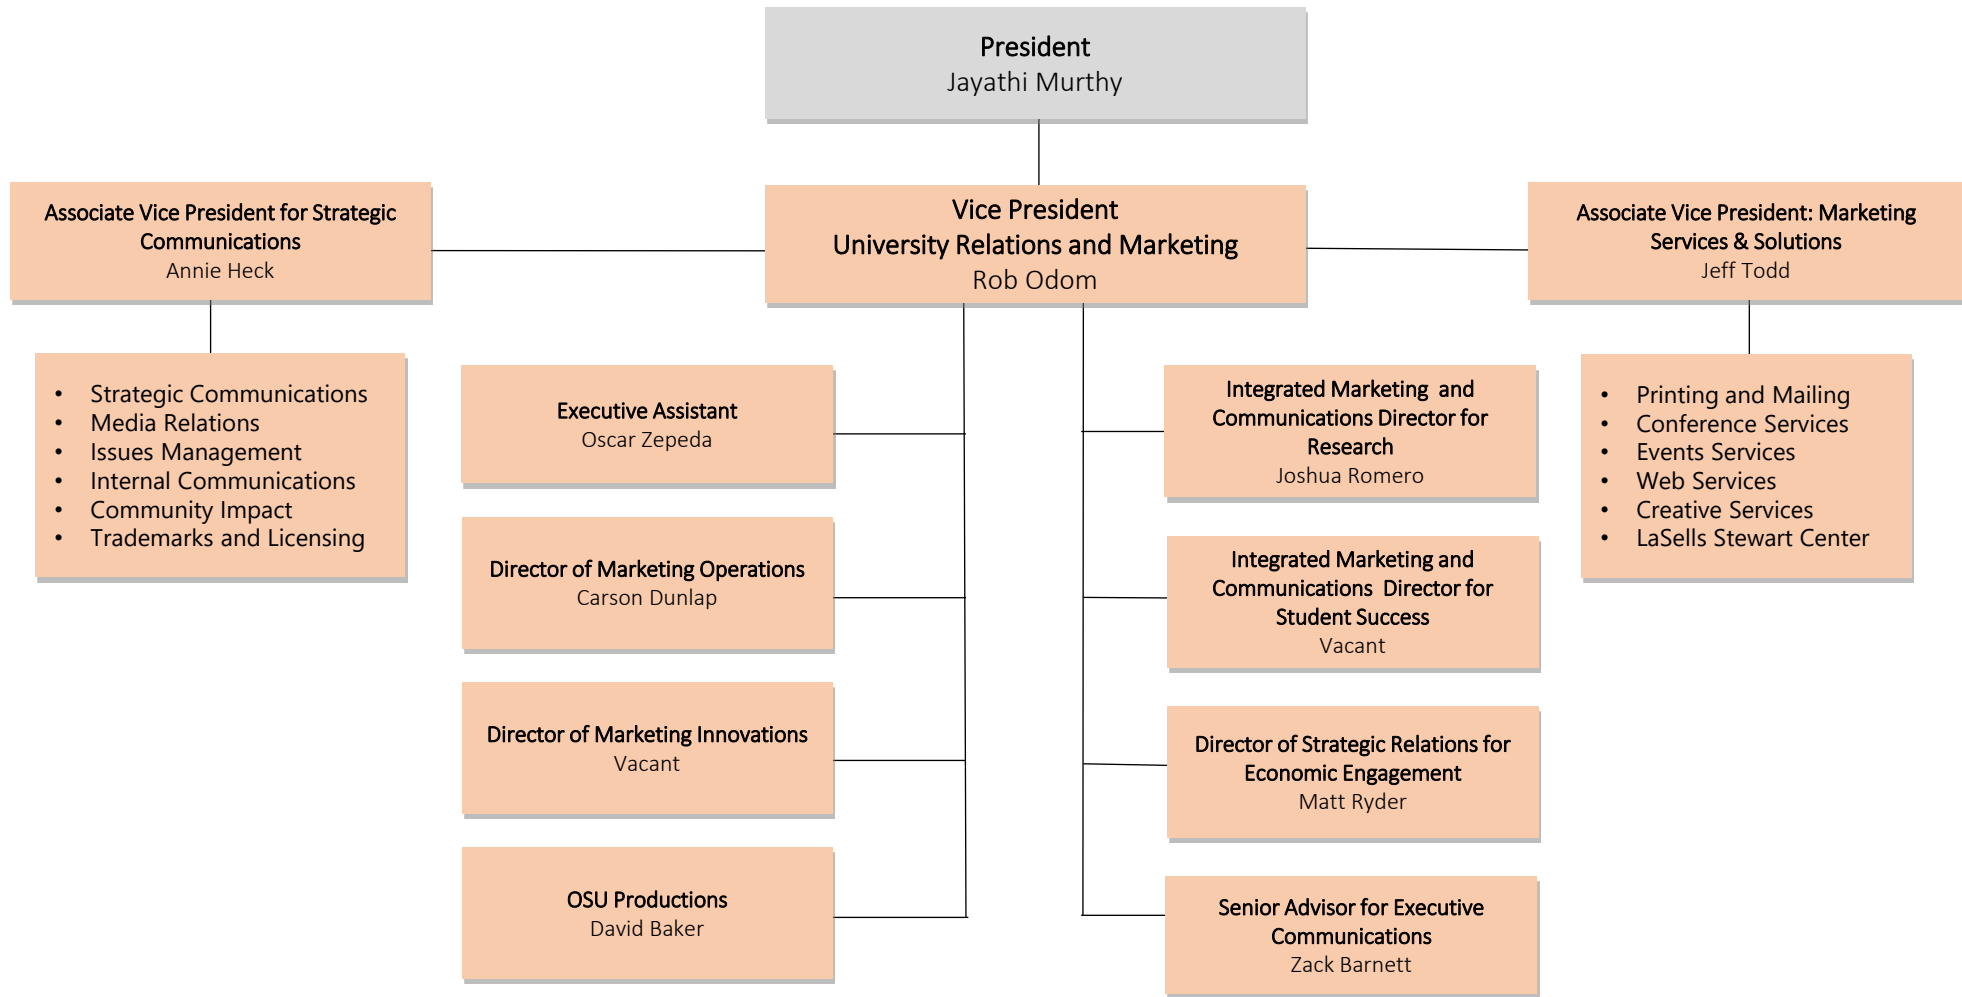 President
Jayathi Murthy
Associate Vice President for Strategic
Communications
Annie Heck
Vice President
University Relations and Marketing
Rob Odom
Associate Vice President: Marketing
Services & Solutions
Jeff Todd
• Strategic Communications
• Media Relations
• Issues Management
• Internal Communications
• Community Impact
• Trademarks and Licensing
Executive Assistant
Oscar Zepeda
Director of Marketing Operations
Carson Dunlap
Director of Marketing Innovations
Vacant
OSU Productions
David Baker
Integrated Marketing and
Communications Director for
Research
Joshua Romero
Integrated Marketing and
Communications Director for
Student Success
Vacant
Director of Strategic Relations for
Economic Engagement
Matt Ryder
Senior Advisor for Executive
Communications
Zack Barnett
• Printing and Mailing
• Conference Services
• Events Services
• Web Services
• Creative Services
• LaSells Stewart Center